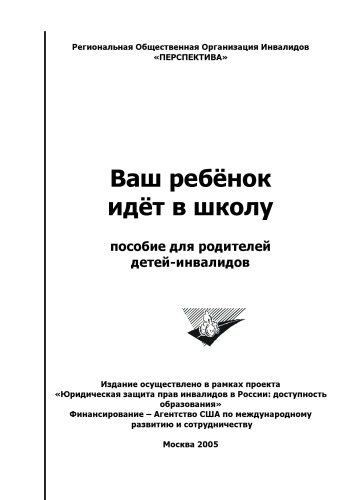 Региональная Общественная Организация Инвалидов
«ПЕРСПЕКТИВА»
Ваш ребёнок
идёт в школу
пособие для родителей
детей-инвалидов
Издание осуществлено в рамках проекта
«Юридическая защита прав инвалидов в России: доступность
образования»
Финансирование – Агентство США по международному
развитию и сотрудничеству
Москва 2005